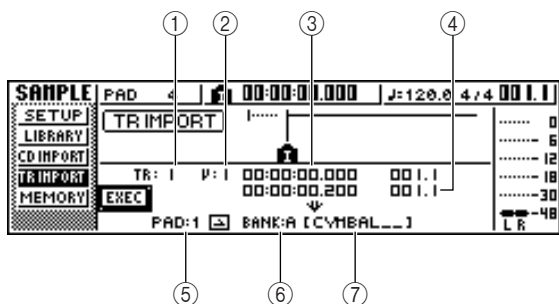 ① ② ③ ④
SAMPLE PAD 4 00:00:00.000 ♩=120.0 4/4 001.1
SETUP TR IMPORT 0
LIBRARY 6
CD IMPORT 12
TR IMPORT TR: 1 V: 1 00:00:00.000 001.1 18
MEMORY EXEC 00:00:00.200 001.1 30
48
PAD:1 BANK:A [CYMBAL__] L R
⑤ ⑥ ⑦